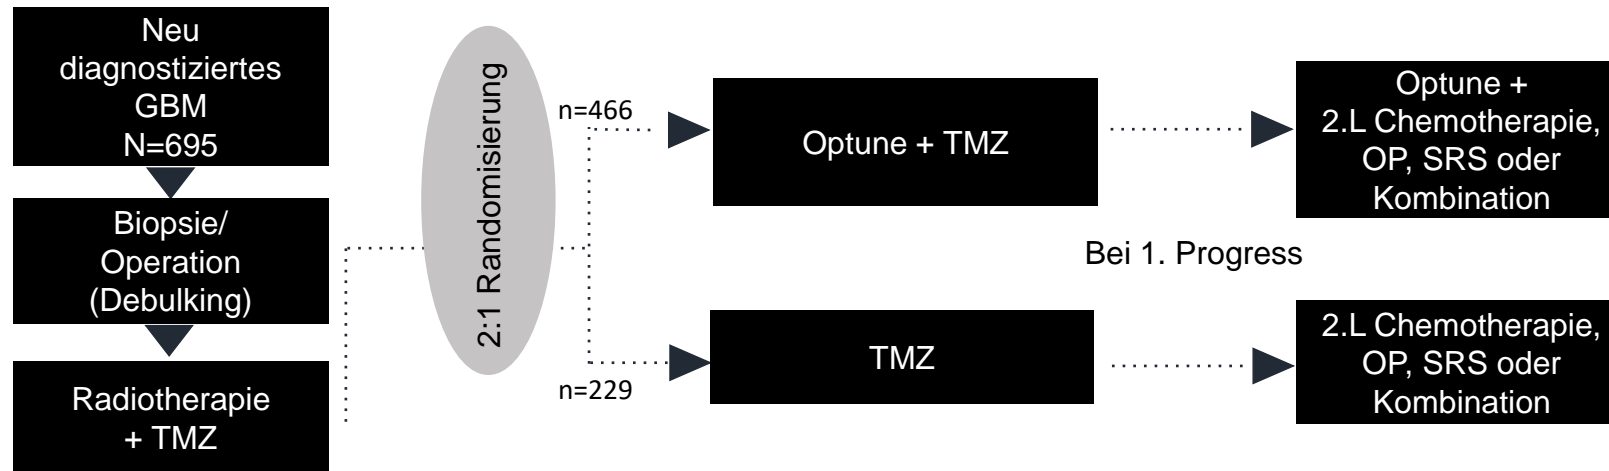 Neu
diagnostiziertes
GBM
N=695
Biopsie/
Operation
(Debulking)
Radiotherapie
+ TMZ
2:1 Randomisierung
n=466
n=229
Optune + TMZ
TMZ
Bei 1. Progress
Optune +
2.L Chemotherapie,
OP, SRS oder
Kombination
2.L Chemotherapie,
OP, SRS oder
Kombination